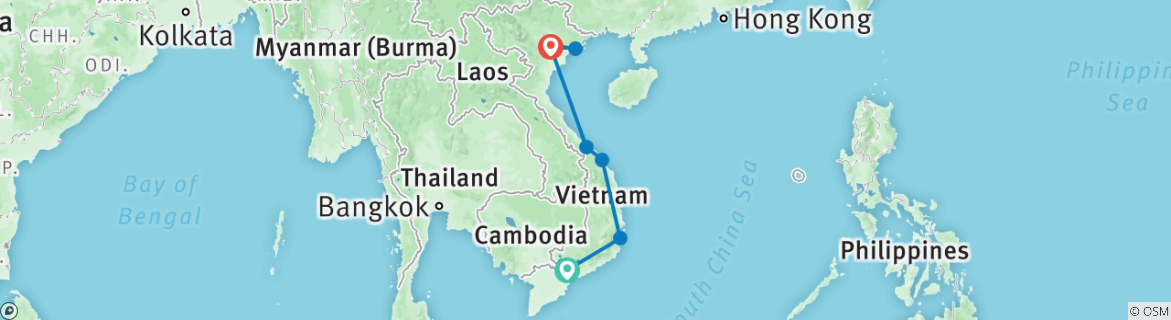 CHH.
Kolkata
Hong Kong
Myanmar (Burma)
ODI.
Laos
Philippin
Sea
Bay of
Bengal
Thailand
Vietnam
Bangkok
Cambodia
South China Sea
Philippines
© OSM